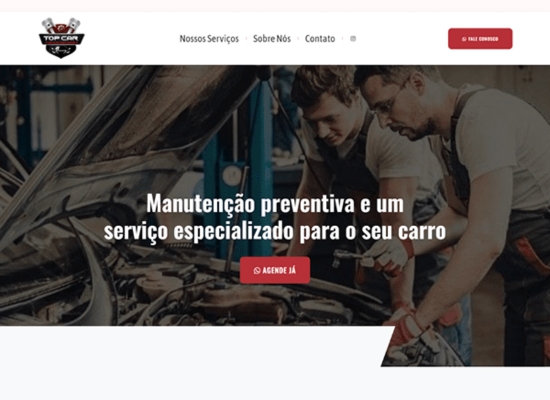 TOP CAR
Nossos Serviços
Sobre Nós
Contato
FALE CONOSCO
Manutenção preventiva e um
serviço especializado para o seu carro
AGENDE JÁ